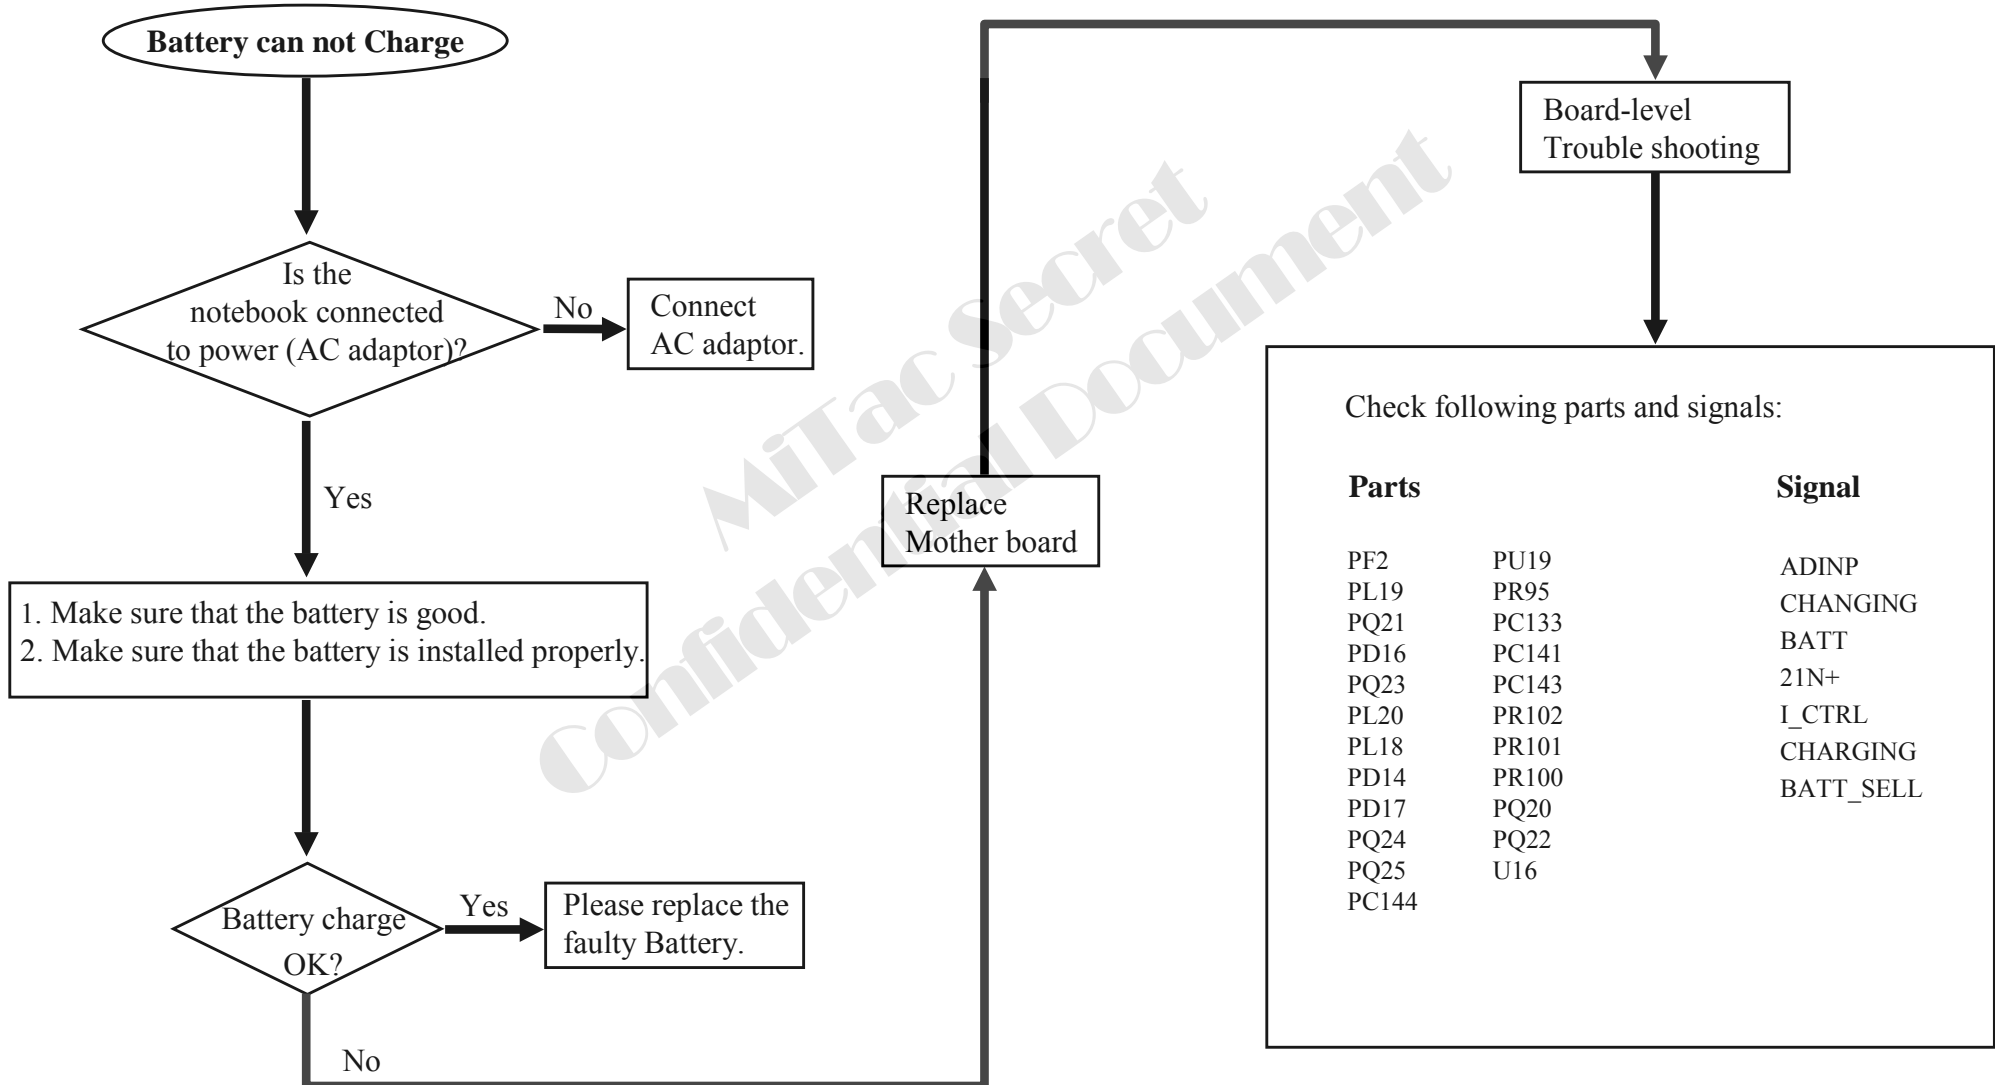 Battery can not Charge
Is the
notebook connected
to power (AC adaptor)?
No
Connect
AC adaptor.
Yes
1. Make sure that the battery is good.
2. Make sure that the battery is installed properly.
Battery charge
OK?
Yes
Please replace the
faulty Battery.
No
Replace
Mother board
Board-level
Trouble shooting
Check following parts and signals:
Parts
Signal
PF2
PL19
PQ21
PD16
PQ23
PL20
PL18
PD14
PD17
PQ24
PQ25
PC144
PU19
PR95
PC133
PC141
PC143
PR102
PR101
PR100
PQ20
PQ22
U16
ADINP
CHANGING
BATT
21N+
I_CTRL
CHARGING
BATT_SELL
MiTac Secret
Confidential Document